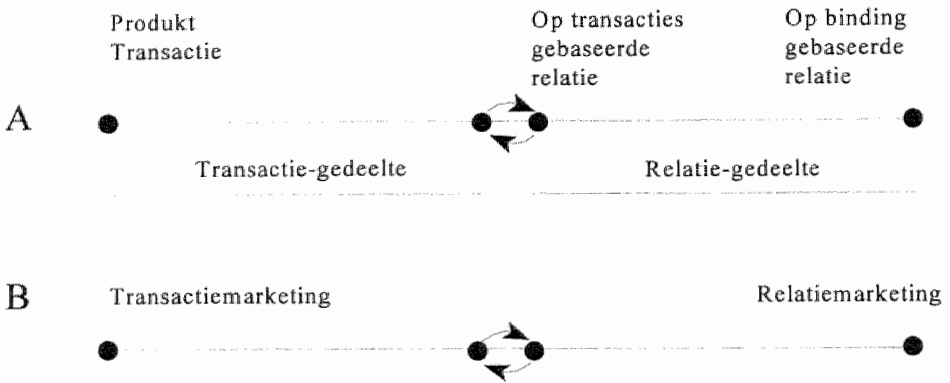 Produkt
Transactie
Op transacties
gebaseerde
relatie
Op binding
gebaseerde
relatie
A
Transactie-gedeelte
Relatie-gedeelte
B
Transactiemarketing
Relatiemarketing